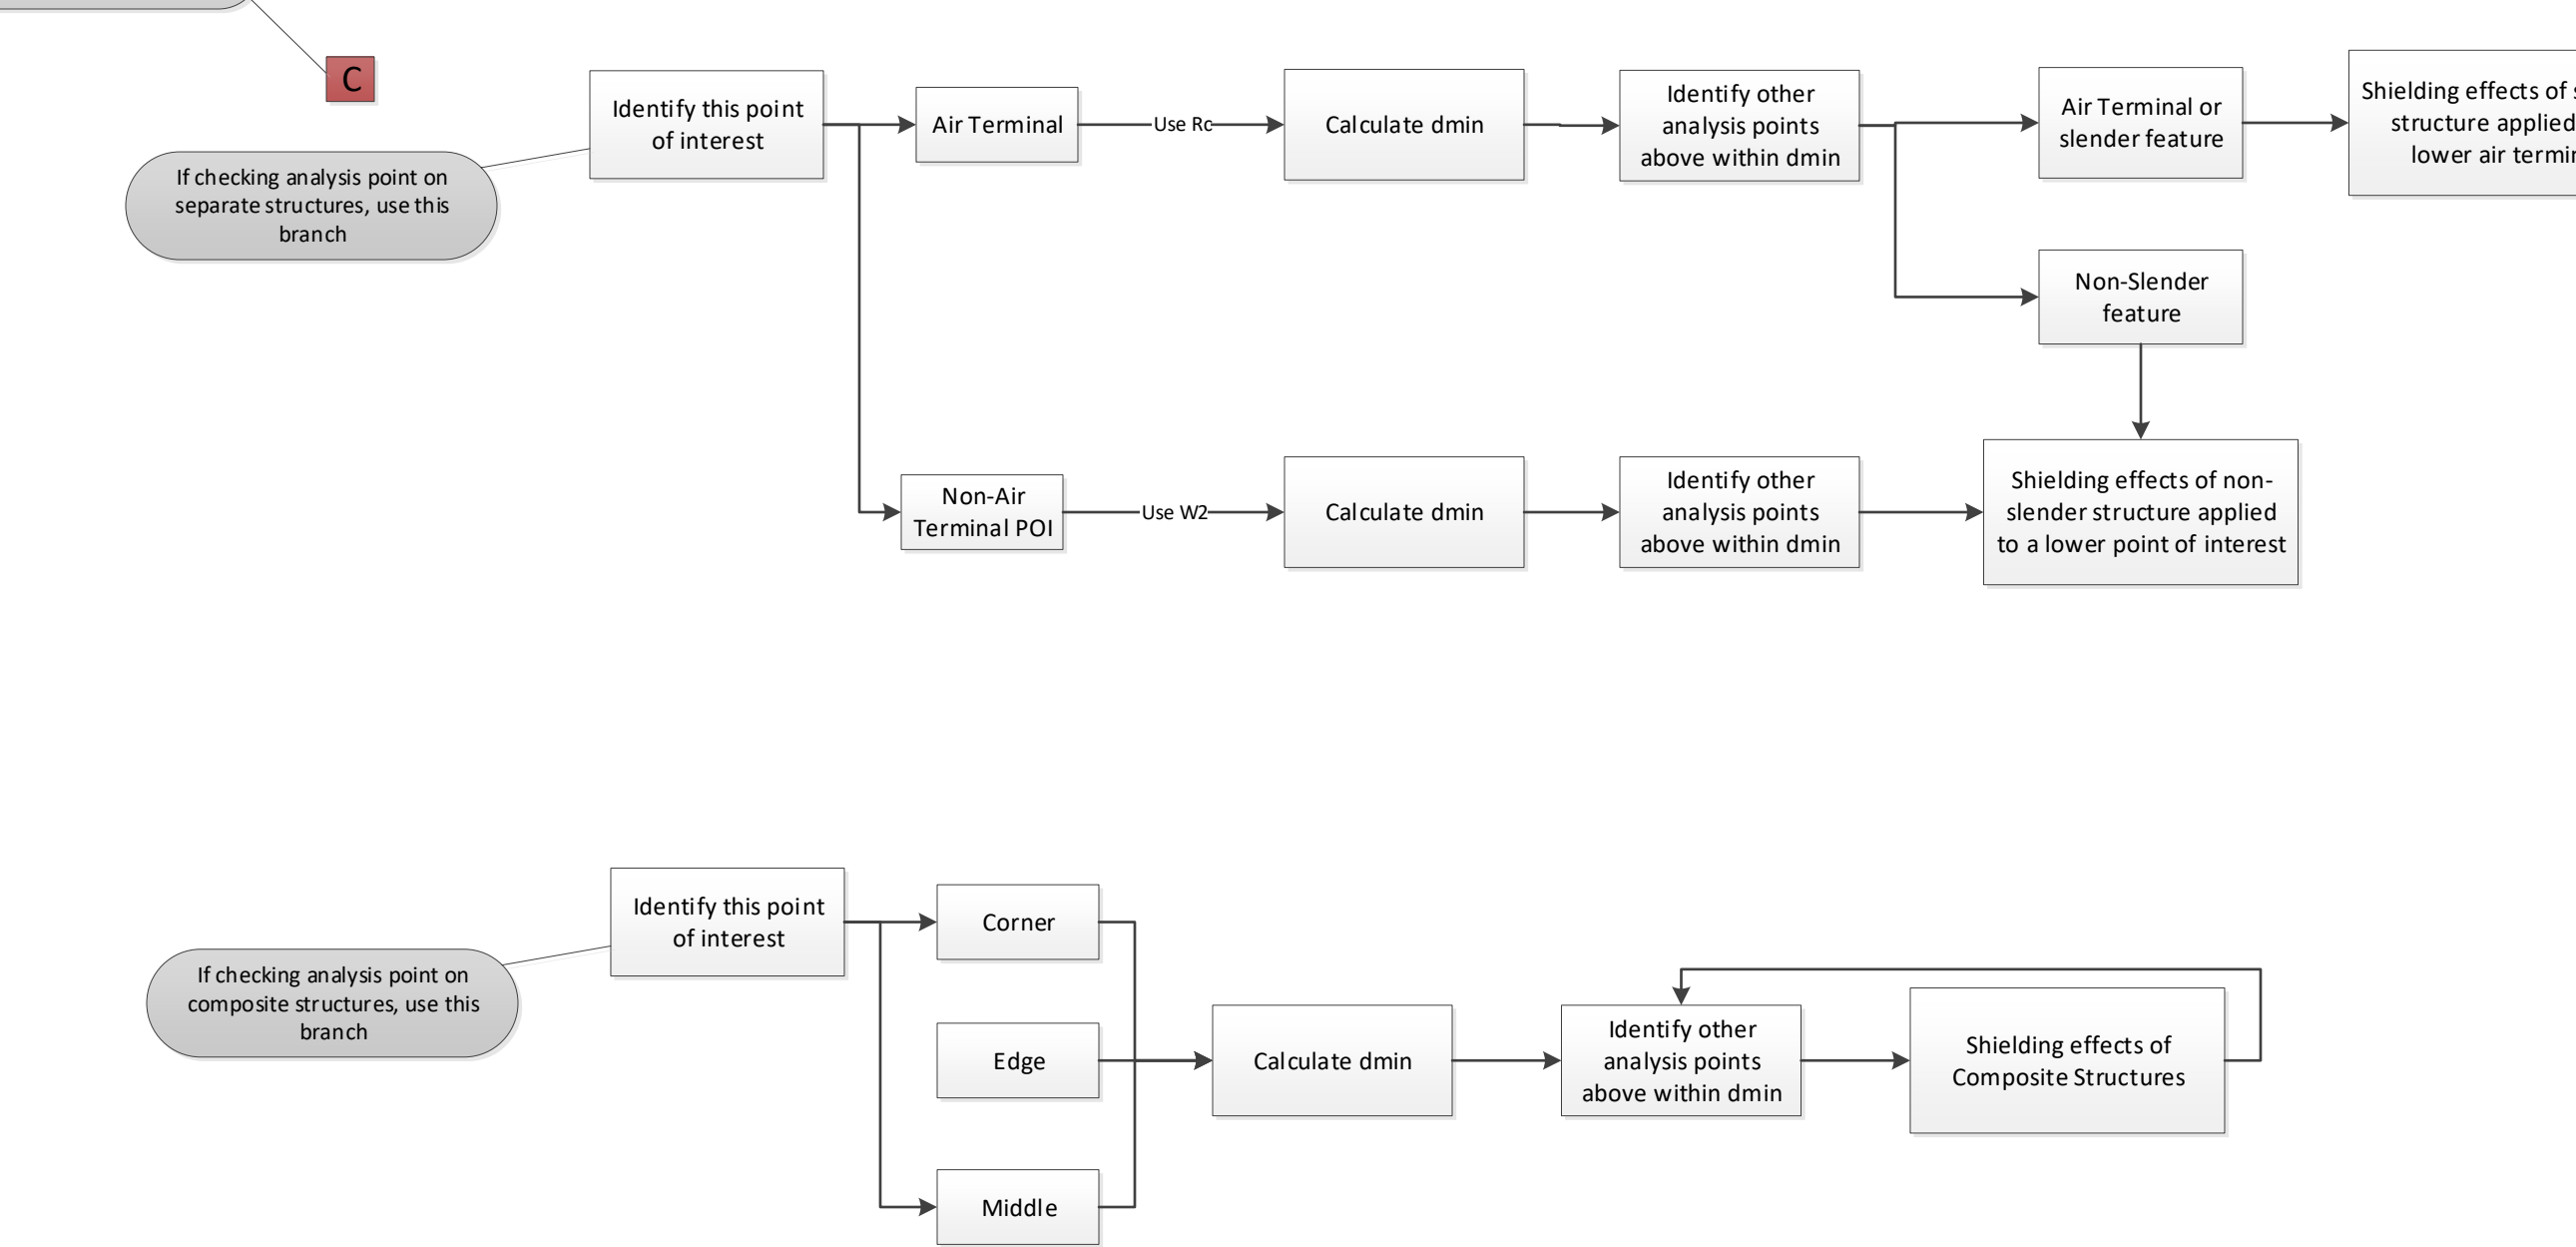 C
Identify this point
of interest
Air Terminal
Use Rc
Calculate dmin
Identify other
analysis points
above within dmin
Air Terminal or
slender feature
Shielding effects of
structure applied
lower air
If checking analysis point on
separate structures, use this
branch
Non-Slender
feature
Non-Air
Terminal POI
Use W2
Calculate dmin
Identify other
analysis points
above within dmin
Shielding effects of non-
slender structure applied
to a lower point of interest
Identify this point
of interest
Corner
If checking analysis point on
composite structures, use this
branch
Edge
Calculate dmin
Identify other
analysis points
above within dmin
Shielding effects of
Composite Structures
Middle